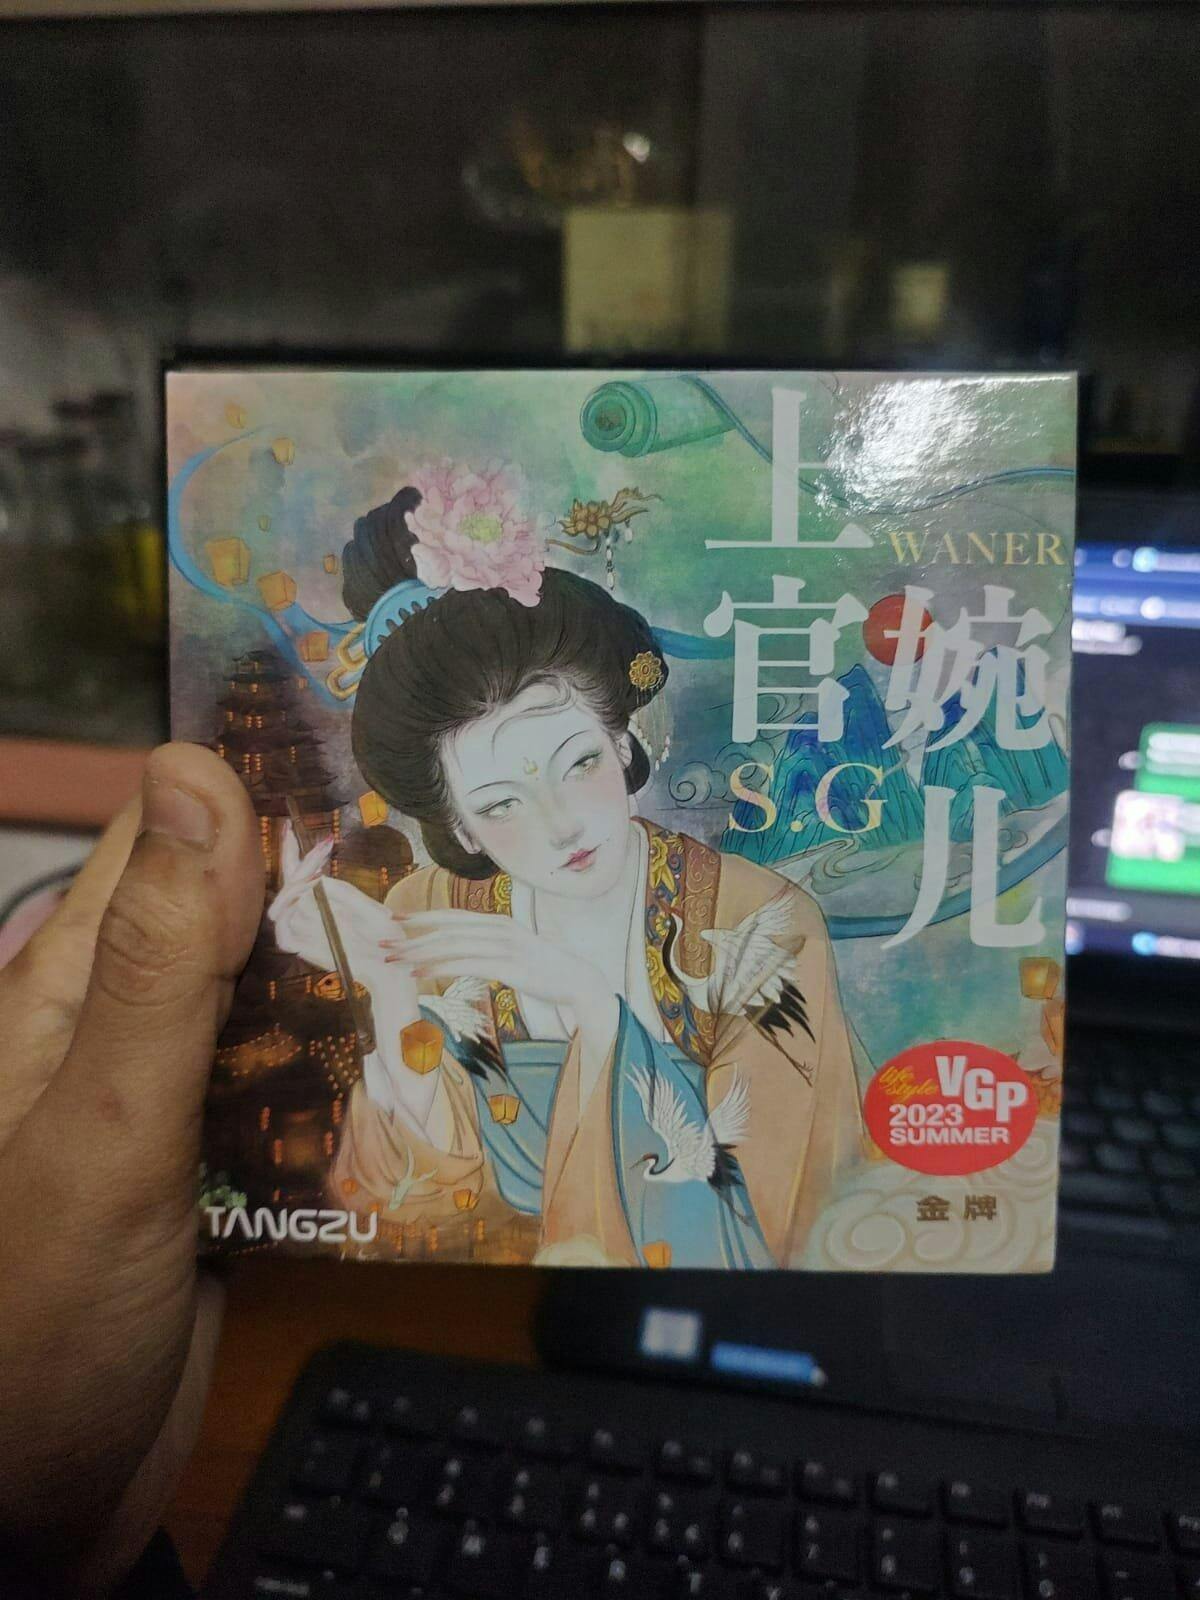 上官
婉儿
WANER
S.G
TANGZU
life
style
VGP
2023
SUMMER
金牌